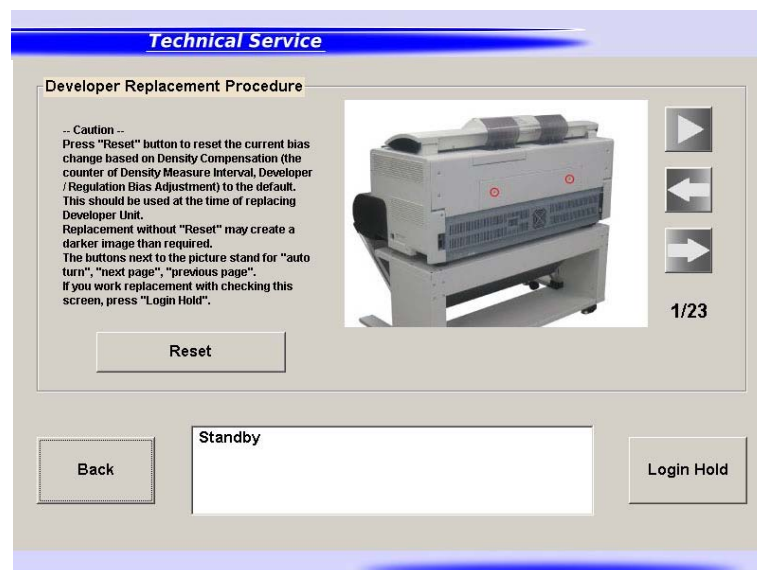 Technical Service
Developer Replacement Procedure
-- Caution --
Press "Reset" button to reset the current bias
change based on Density Compensation (the
counter of Density Measure Interval, Developer
/ Regulation Bias Adjustment) to the default.
This should be used at the time of replacing
Developer Unit.
Replacement without "Reset" may create a
darker image than required.
The buttons next to the picture stand for "auto
turn", "next page", "previous page".
If you work replacement with checking this
screen, press "Login Hold".
Reset
1/23
Back
Standby
Login Hold